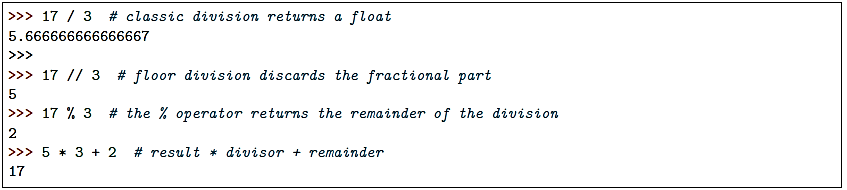 >>> 17 / 3  # classic division returns a float
5.666666666666667
>>>
>>> 17 // 3  # floor division discards the fractional part
5
>>> 17 % 3  # the % operator returns the remainder of the division
2
>>> 5 * 3 + 2  # result * divisor + remainder
17